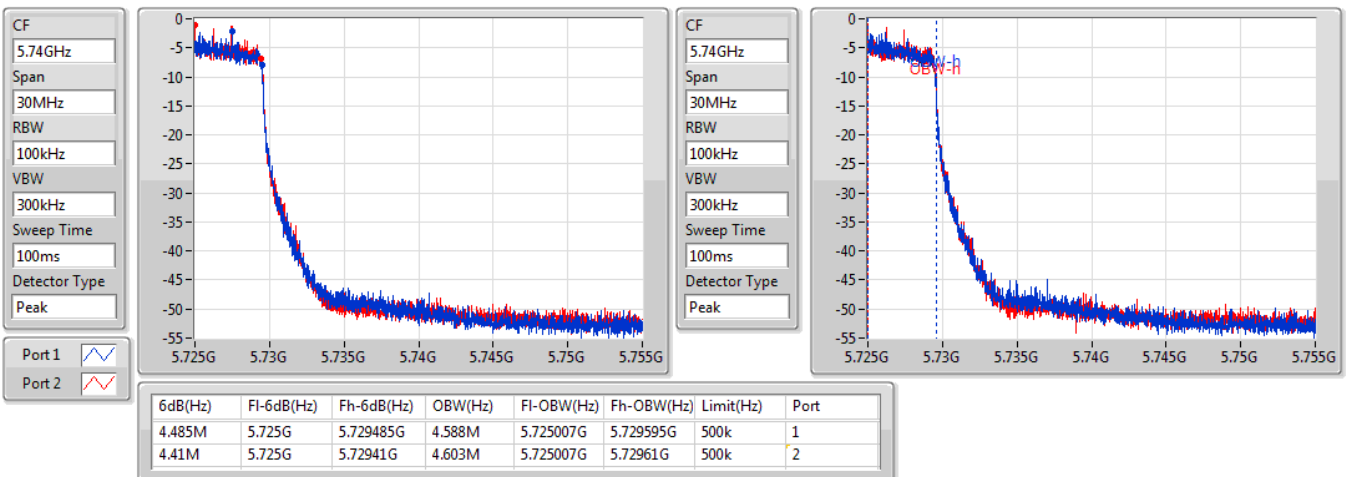 CF
5.74GHz
Span
30MHz
RBW
100kHz
VBW
300kHz
Sweep Time
100ms
Detector Type
Peak
Port 1
Port 2
0-
-5-
-10-
-15-
-20-
-25-
-30-
-35-
-40-
-45-
-50-
-55-
5.725G 5.73G 5.735G 5.74G 5.745G 5.75G 5.755G
CF
5.74GHz
Span
30MHz
RBW
100kHz
VBW
300kHz
Sweep Time
100ms
Detector Type
Peak
0-
-5-
-10-
-15-
-20-
-25-
-30-
-35-
-40-
-45-
-50-
-55-
OBW-h
OBW-h
5.725G 5.73G 5.735G 5.74G 5.745G 5.75G 5.755G
6dB(Hz) Fl-6dB(Hz) Fh-6dB(Hz) OBW(Hz) Fl-OBW(Hz) Fh-OBW(Hz) Limit(Hz) Port
4.485M 5.725G 5.729485G 4.588M 5.725007G 5.729595G 500k 1
4.41M 5.725G 5.72941G 4.603M 5.725007G 5.72961G 500k 2